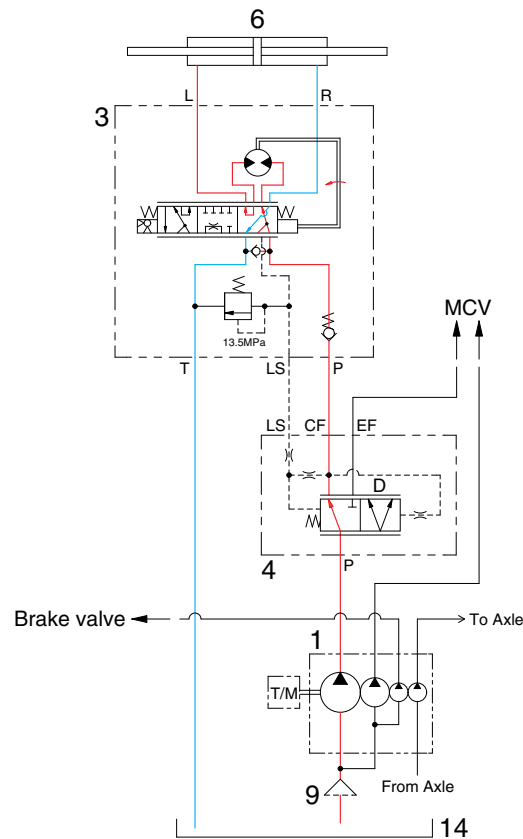 6
L R
3
13.5MPa
MCV
T LS P
LS CF EF
D
4
P
Brake valve
To Axle
1
T/M
9
From Axle
14